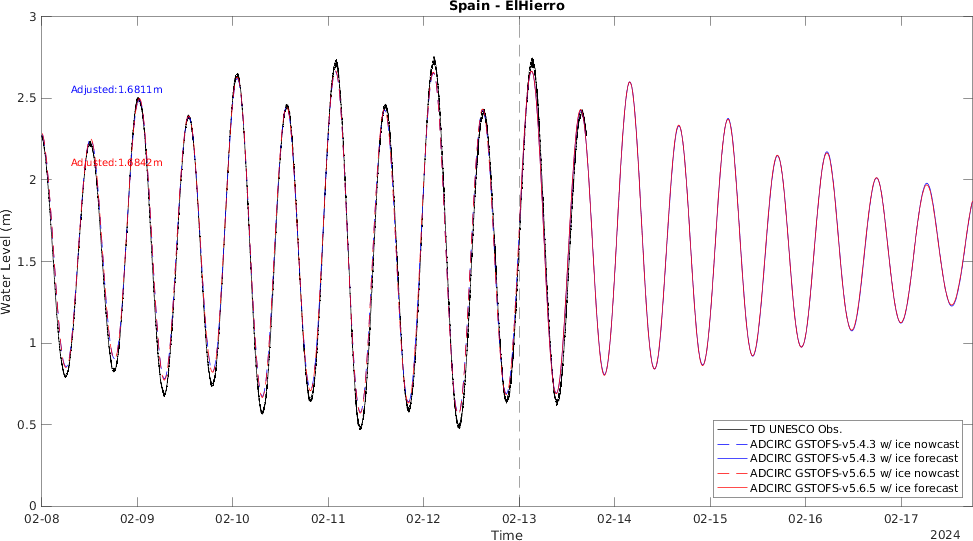 Spain - ElHierro
Water Level (m)
3
2.5
2
1.5
1
0.5
0
Adjusted:1.6811m
Adjusted:1.6842m
TD UNESCO Obs.
ADCIRC GSTOFS-v5.4.3 w/ ice nowcast
ADCIRC GSTOFS-v5.4.3 w/ ice forecast
ADCIRC GSTOFS-v5.6.5 w/ ice nowcast
ADCIRC GSTOFS-v5.6.5 w/ ice forecast
02-08 02-09 02-10 02-11 02-12 02-13 02-14 02-15 02-16 02-17
Time
2024